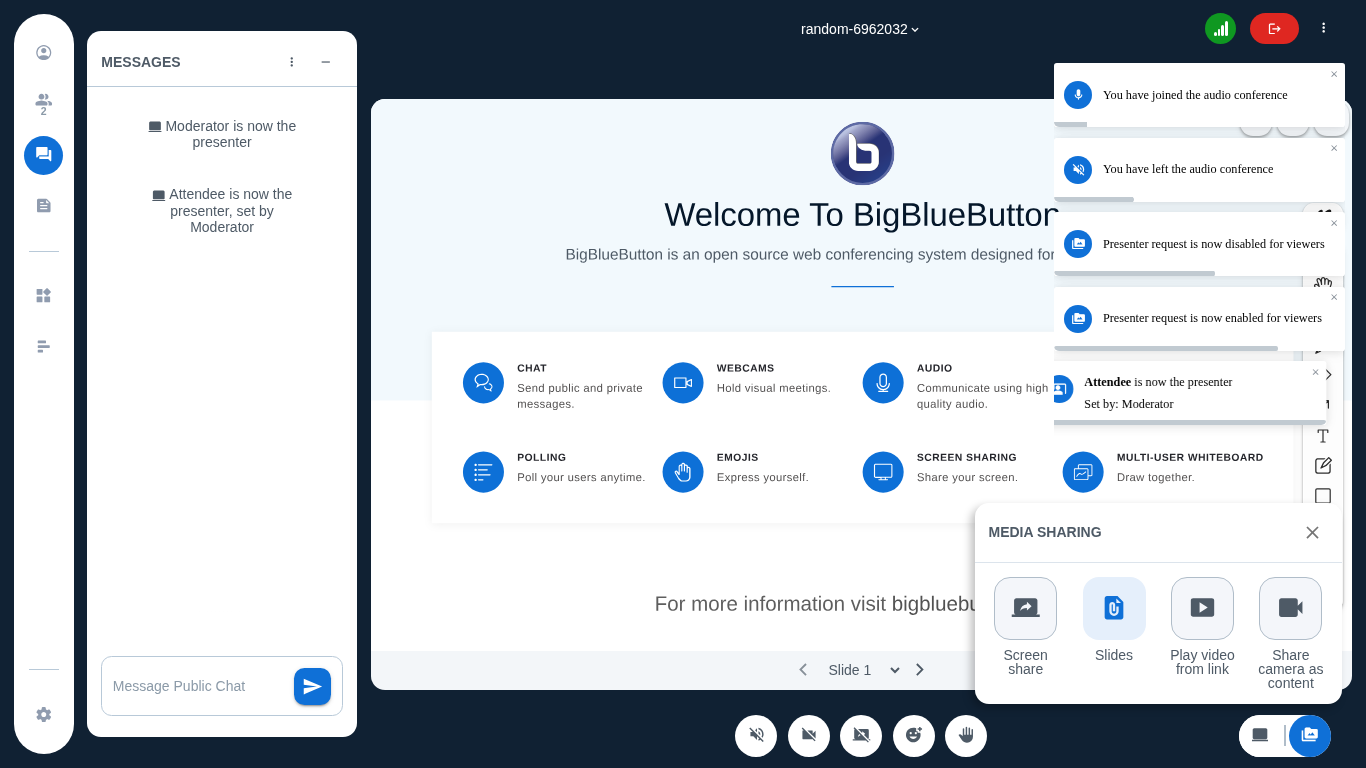 random-6962032
2
MESSAGES
Moderator is now the
presenter
Attendee is now the
presenter, set by
Moderator
Message Public Chat
Welcome To BigBlueButton
BigBlueButton is an open source web conferencing system designed for
CHAT
Send public and private
messages.
WEBCAMS
Hold visual meetings.
AUDIO
Communicate using high
quality audio.
POLLING
Poll your users anytime.
EMOJIS
Express yourself.
SCREEN SHARING
Share your screen.
MULTI-USER WHITEBOARD
Draw together.
For more information visit bigbluebu
Slide 1
You have joined the audio conference
You have left the audio conference
Presenter request is now disabled for viewers
Presenter request is now enabled for viewers
Attendee is now the presenter
Set by: Moderator
MEDIA SHARING
Screen
share
Slides
Play video
from link
Share
camera as
content